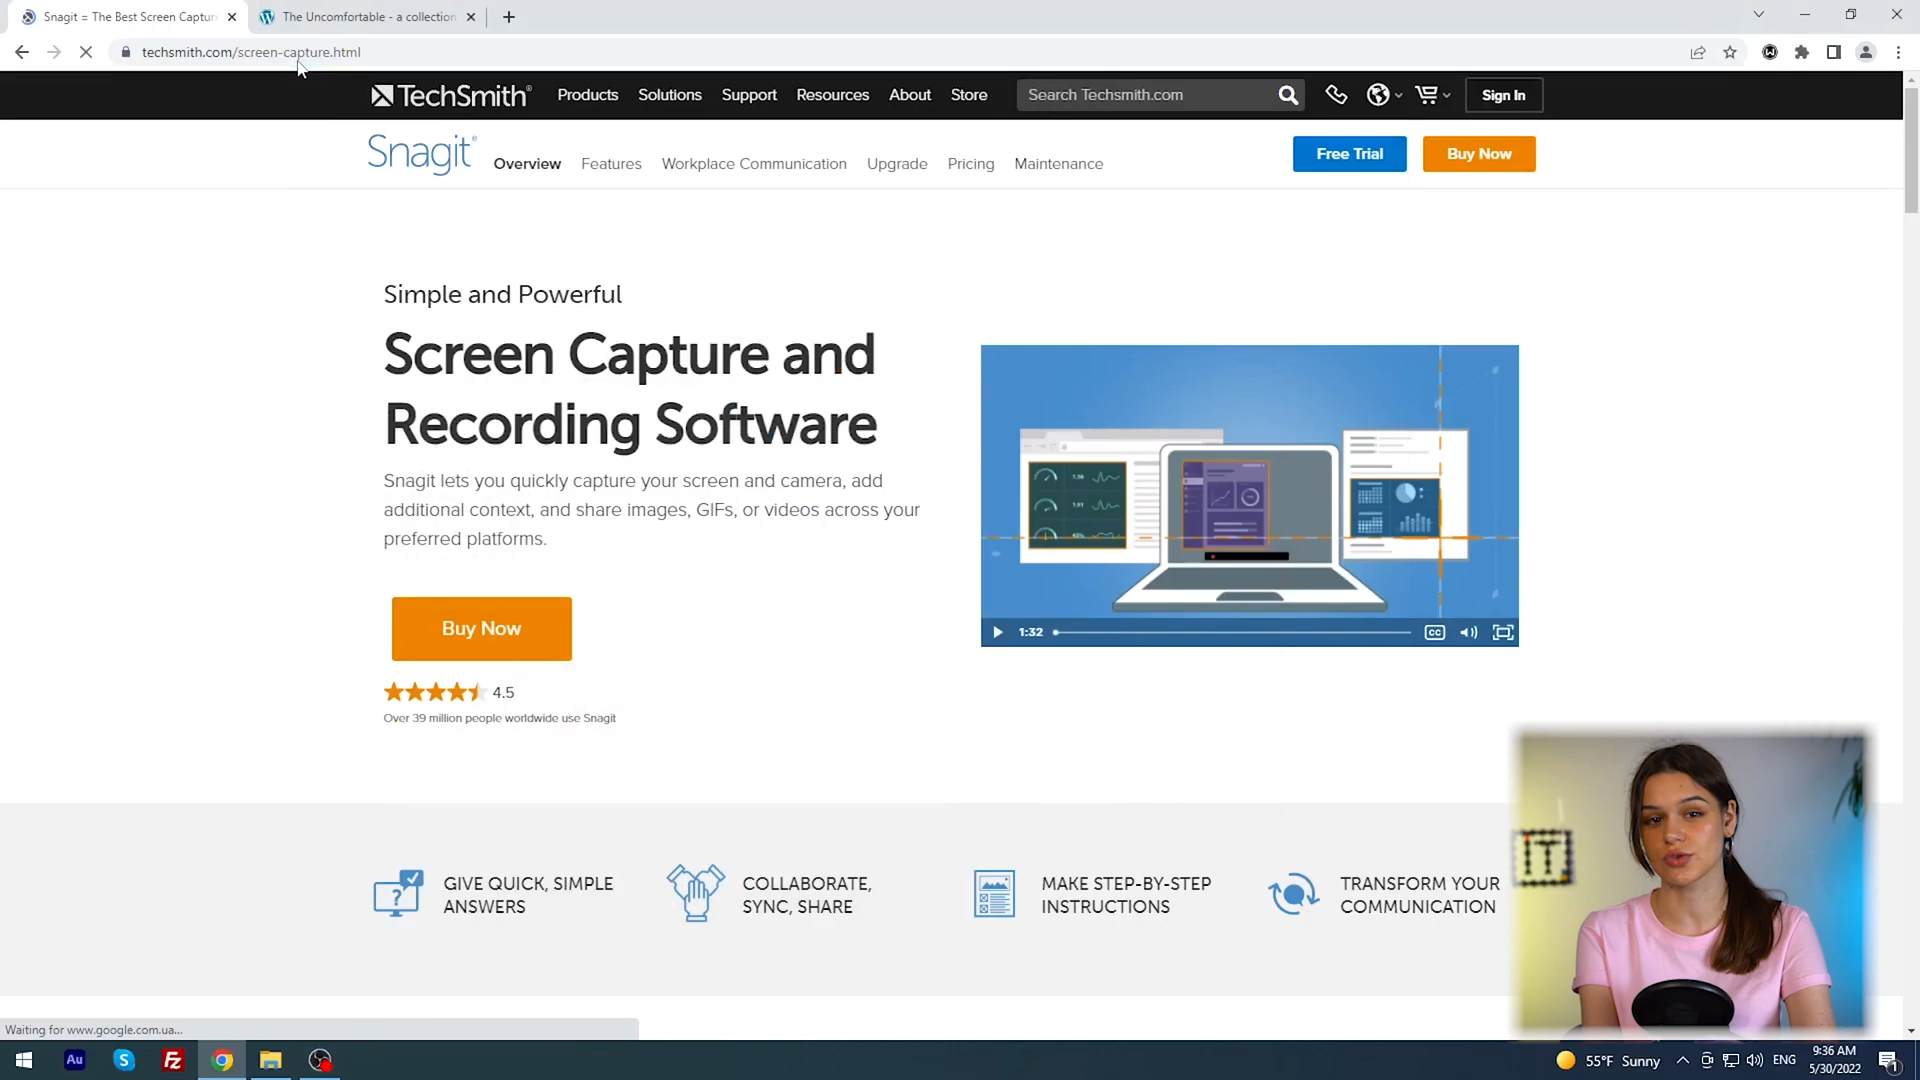 Snagit = The Best Screen Captur
The Uncomfortable - a collection
techsmith.com/screen-capture.html
TechSmith®
Products
Solutions
Support
Resources
About
Store
Search Techsmith.com
Sign In
Snagit®
Overview
Features
Workplace Communication
Upgrade
Pricing
Maintenance
Free Trial
Buy Now
Simple and Powerful
Screen Capture and
Recording Software
Snagit lets you quickly capture your screen and camera, add
additional context, and share images, GIFs, or videos across your
preferred platforms.
1:32
CC
Buy Now
4.5
Over 39 million people worldwide use Snagit
GIVE QUICK, SIMPLE
ANSWERS
COLLABORATE,
SYNC, SHARE
MAKE STEP-BY-STEP
INSTRUCTIONS
TRANSFORM YOUR
COMMUNICATION
IT
Waiting for www.google.com.ua...
Au
S
Fz
55°F Sunny
ENG
9:36 AM
5/30/2022
1